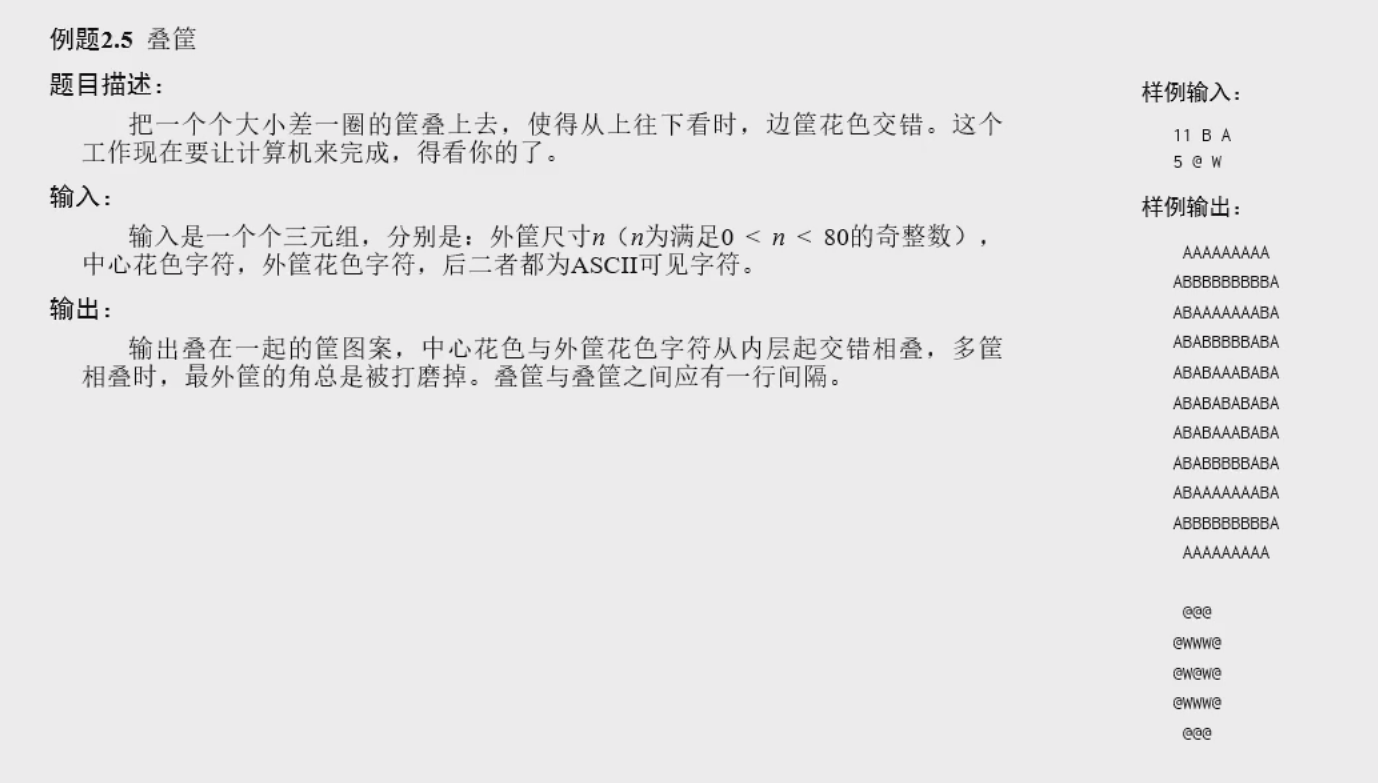 例题2.5 叠筐
题目描述：
把一个个大小差一圈的筐叠上去，使得从上往下看时，边筐花色交错。这个
工作现在要让计算机来完成，得看你的了。
输入：
输入是一个个三元组，分别是：外筐尺寸n（n为满足0 < n < 80的奇整数），
中心花色字符，外筐花色字符，后二者都为ASCII可见字符。
输出：
输出叠在一起的筐图案，中心花色与外筐花色字符从内层起交错相叠，多筐
相叠时，最外筐的角总是被打磨掉。叠筐与叠筐之间应有一行间隔。
样例输入：
11 B A
5 @ W
样例输出：
 AAAAAAAAA
ABBBBBBBBBA
ABAAAAAAABA
ABABBBBBABA
ABABAAABABA
ABABABABABA
ABABAAABABA
ABABBBBBABA
ABAAAAAAABA
ABBBBBBBBBA
 AAAAAAAAA

 @@@
@WWW@
@W@W@
@WWW@
 @@@